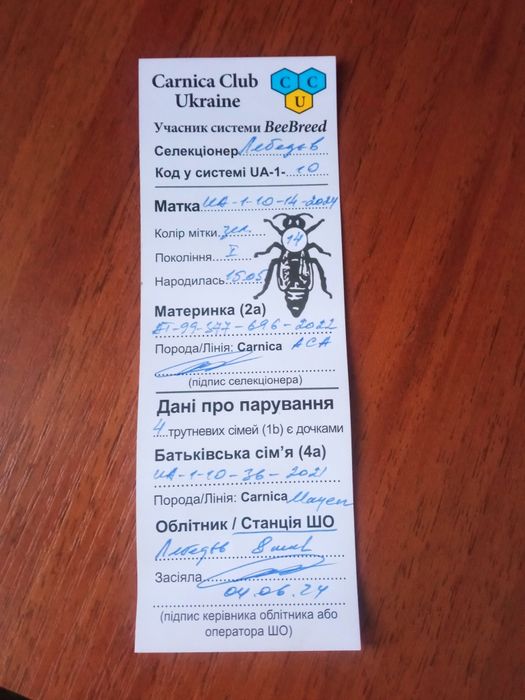 Carnica Club
Ukraine
C C
U
Учасник системи BeeBreed
Селекціонер Лебедєв
Код у системі UA-1- 10
Матка UA-1-10-14-2024
Колір мітки зел.
14
Покоління I
Народилась 15.05
Материнка (2a)
-99-377-696-2022
Порода/Лінія: Carnica ACA
(підпис селекціонера)
Дані про парування
4 трутневих сімей (1b) є дочками
Батьківська сім'я (4a)
UA-1-10-36-2021
Порода/Лінія: Carnica
Облітник / Станція ШО
Лебедєв 8
Засіяла
04.06.24
(підпис керівника облітника або
оператора ШО)